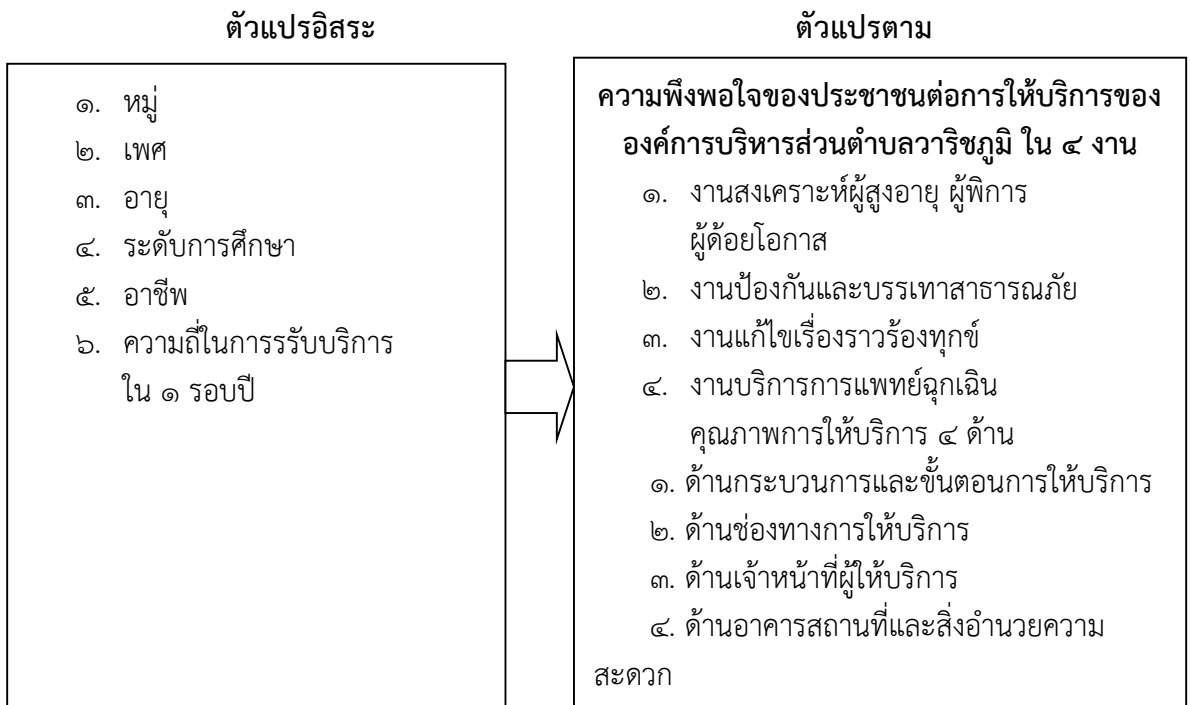 ตัวแปรอิสระ
๑. หมู่
๒. เพศ
๓. อายุ
๔. ระดับการศึกษา
๕. อาชีพ
๖. ความถี่ในการรรับบริการ
ใน ๑ รอบปี
ตัวแปรตาม
ความพึงพอใจของประชาชนต่อการให้บริการของ
องค์การบริหารส่วนตำบลวาริชภูมิ ใน ๔ งาน
๑. งานสงเคราะห์ผู้สูงอายุ ผู้พิการ
ผู้ด้อยโอกาส
๒. งานป้องกันและบรรเทาสาธารณภัย
๓. งานแก้ไขเรื่องราวร้องทุกข์
๔. งานบริการการแพทย์ฉุกเฉิน
คุณภาพการให้บริการ ๔ ด้าน
๑. ด้านกระบวนการและขั้นตอนการให้บริการ
๒. ด้านช่องทางการให้บริการ
๓. ด้านเจ้าหน้าที่ผู้ให้บริการ
๔. ด้านอาคารสถานที่และสิ่งอำนวยความ
สะดวก